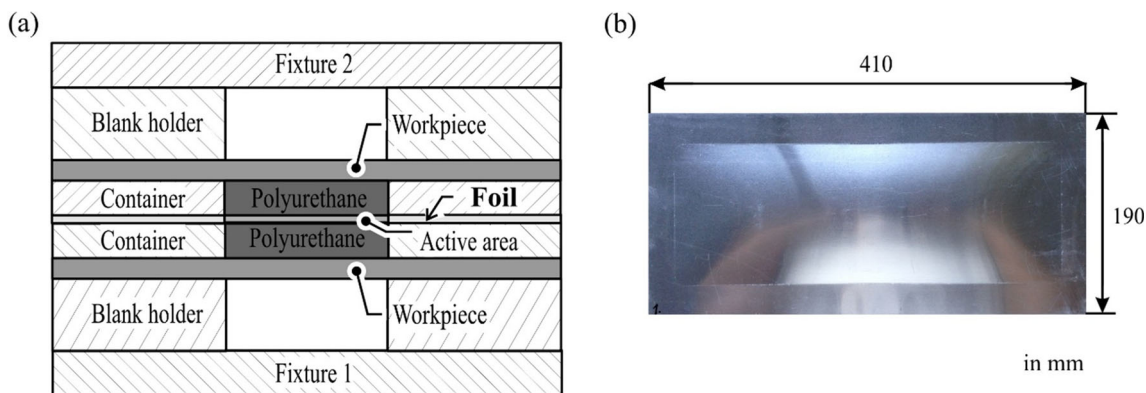 (a)
Fixture 2
Blank holder
Workpiece
Container
Polyurethane
Foil
Container
Polyurethane
Active area
Blank holder
Workpiece
Fixture 1
(b)
410
190
1.
in mm